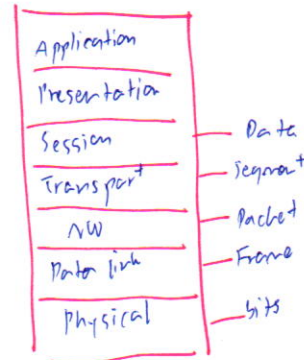 Application
Presentation
Session
Data
Transport
Segment
NW
Packet
Data link
Frame
Physical
bits